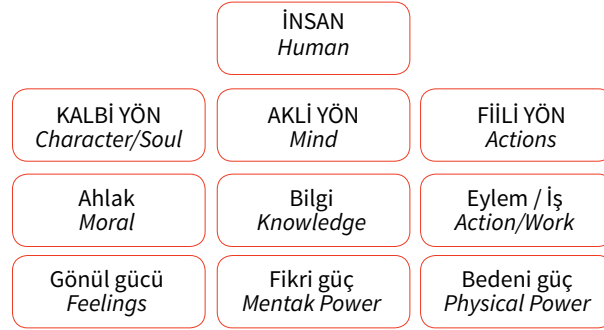 İNSAN
Human
KALBİ YÖN
Character/Soul
AKLİ YÖN
Mind
FİİLİ YÖN
Actions
Ahlak
Moral
Bilgi
Knowledge
Eylem / İş
Action/Work
Gönül gücü
Feelings
Fikri güç
Mentak Power
Bedeni güç
Physical Power